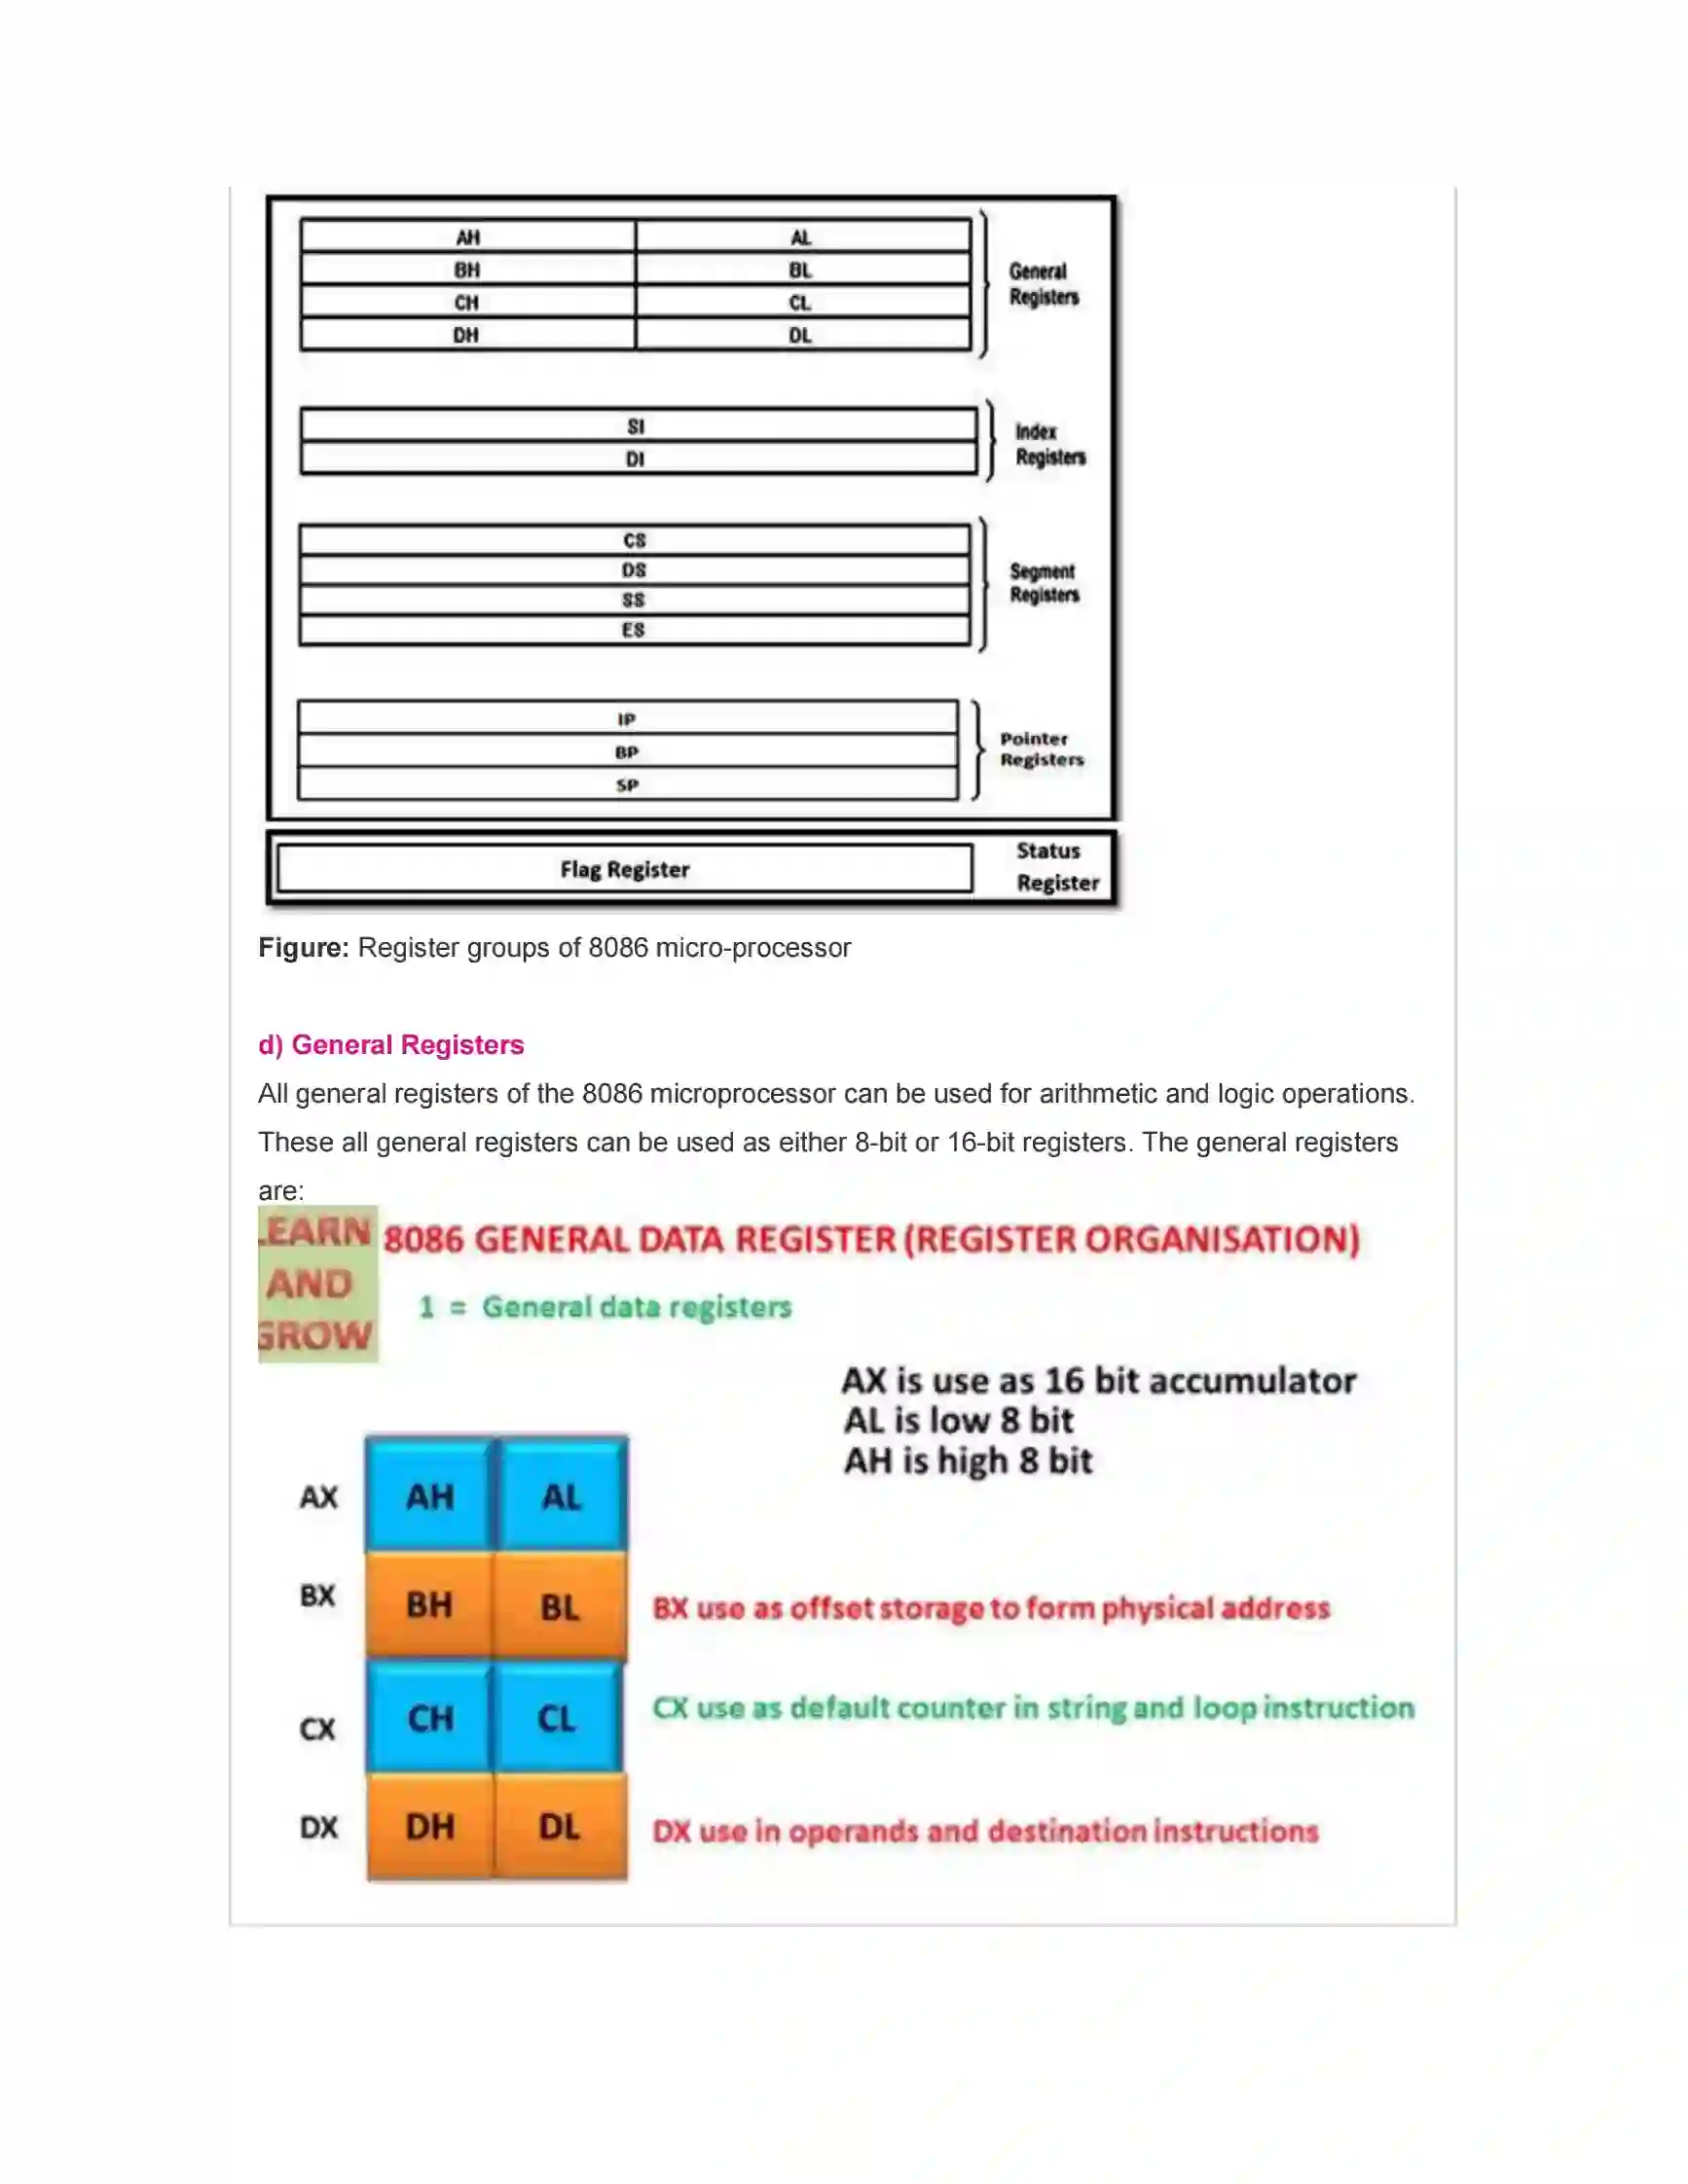 AH AL
BH BL
CH CL
DH DL
General
Registers
SI
DI
Index
Registers
CS
DS
SS
ES
Segment
Registers
IP
BP
SP
Pointer
Registers
Flag Register
Status
Register
Figure: Register groups of 8086 micro-processor
d) General Registers
All general registers of the 8086 microprocessor can be used for arithmetic and logic operations.
These all general registers can be used as either 8-bit or 16-bit registers. The general registers
are:
LEARN
AND
GROW
8086 GENERAL DATA REGISTER (REGISTER ORGANISATION)
1 = General data registers
AX is use as 16 bit accumulator
AL is low 8 bit
AH is high 8 bit
AX AH AL
BX BH BL BX use as offset storage to form physical address
CX CH CL CX use as default counter in string and loop instruction
DX DH DL DX use in operands and destination instructions